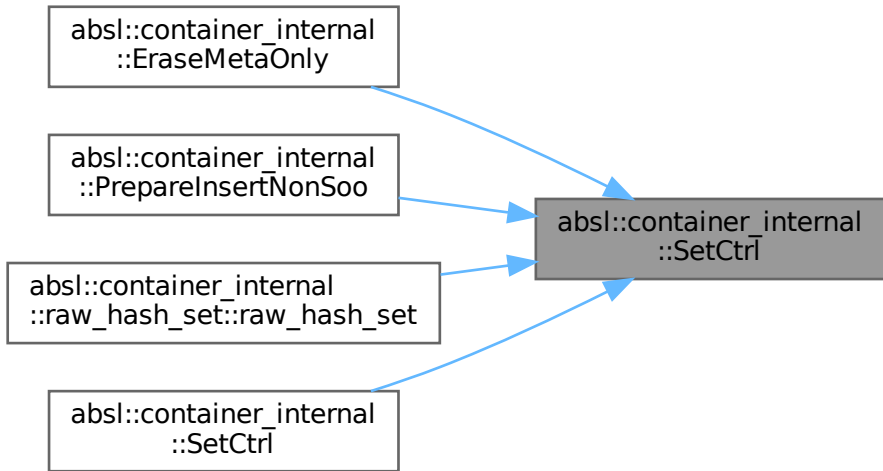 absl::container_internal
::EraseMetaOnly
absl::container_internal
::PrepareInsertNonSoo
absl::container_internal
::raw_hash_set::raw_hash_set
absl::container_internal
::SetCtrl
absl::container_internal
::SetCtrl